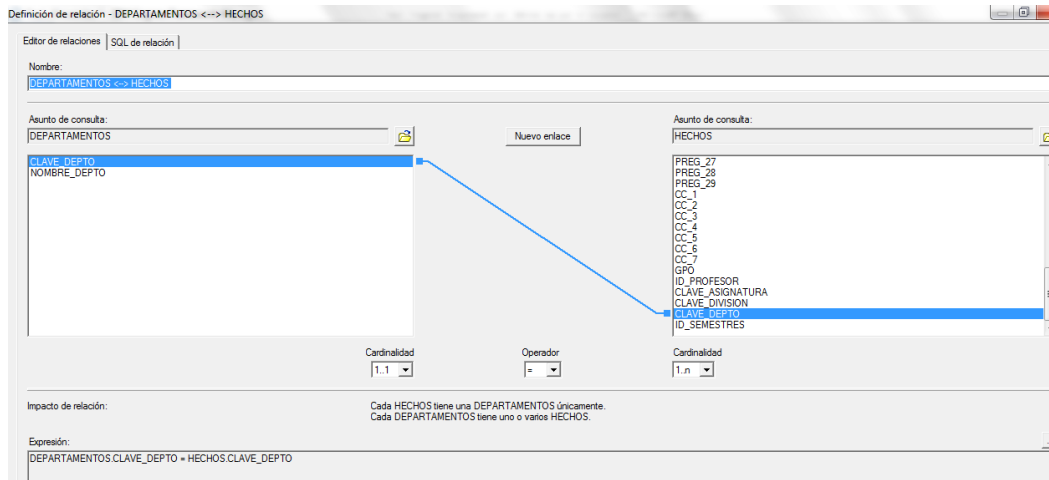 Definición de relación - DEPARTAMENTOS <--> HECHOS
Editor de relaciones
SQL de relación
Nombre:
DEPARTAMENTOS <--> HECHOS
Asunto de consulta:
DEPARTAMENTOS
Nuevo enlace
Asunto de consulta:
HECHOS
CLAVE_DEPTO
NOMBRE_DEPTO
PREG_27
PREG_28
PREG_29
CC_1
CC_2
CC_3
CC_4
CC_5
CC_6
CC_7
GPO
ID_PROFESOR
CLAVE_ASIGNATURA
CLAVE_DIVISION
CLAVE_DEPTO
ID_SEMESTRES
Cardinalidad
1..1
Operador
=
Cardinalidad
1..n
Impacto de relación:
Cada HECHOS tiene una DEPARTAMENTOS únicamente.
Cada DEPARTAMENTOS tiene uno o varios HECHOS.
Expresión:
DEPARTAMENTOS.CLAVE_DEPTO = HECHOS.CLAVE_DEPTO